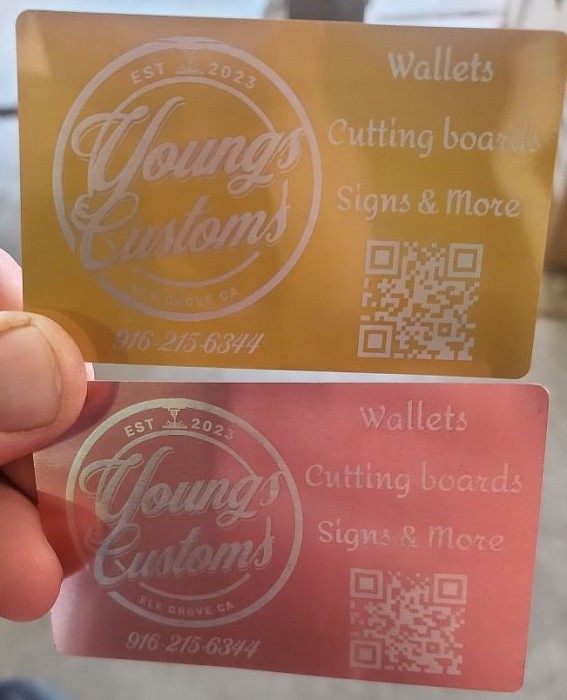 EST 2023
Youngs
Customs
ELK GROVE CA
916-215-6344
Wallets
Cutting boards
Signs & More
EST 2023
Youngs
Customs
ELK GROVE CA
916-215-6344
Wallets
Cutting boards
Signs & More